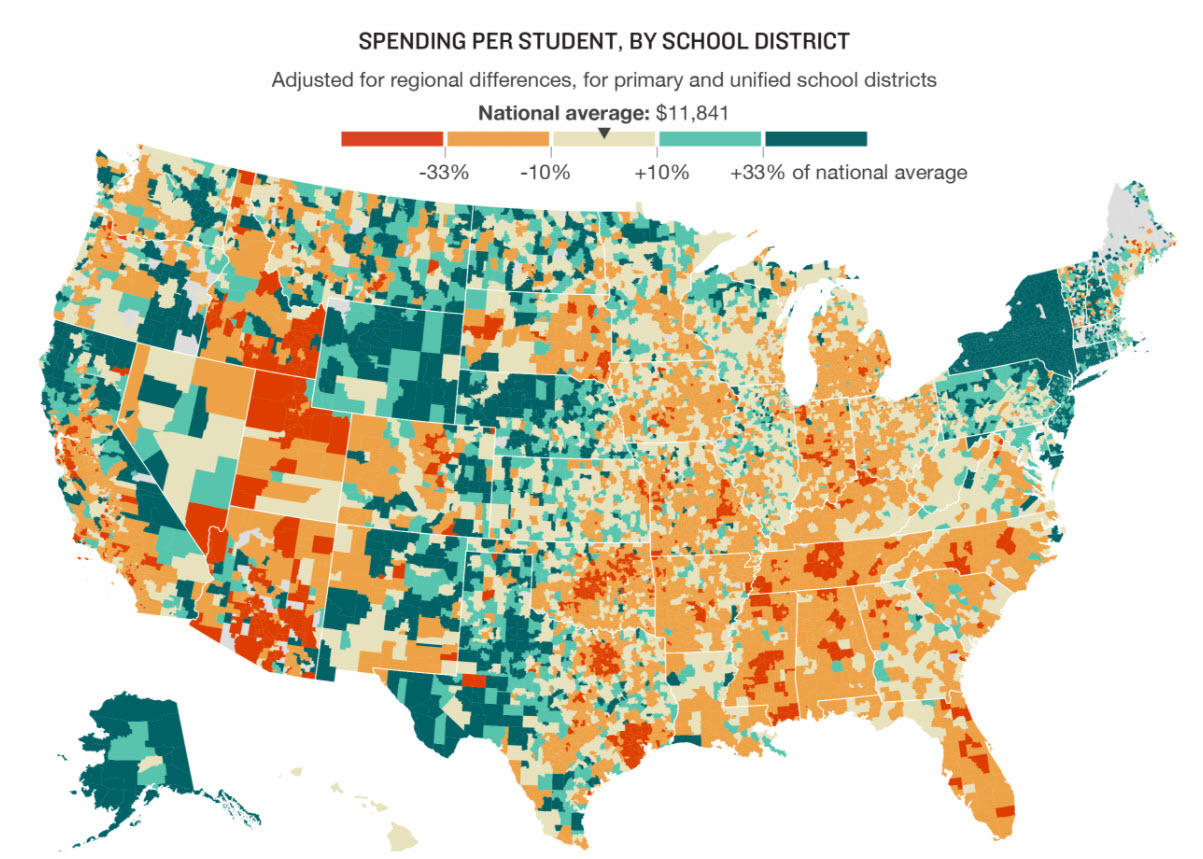 SPENDING PER STUDENT, BY SCHOOL DISTRICT
Adjusted for regional differences, for primary and unified school districts
National average: $11,841
-33% -10% +10% +33% of national average